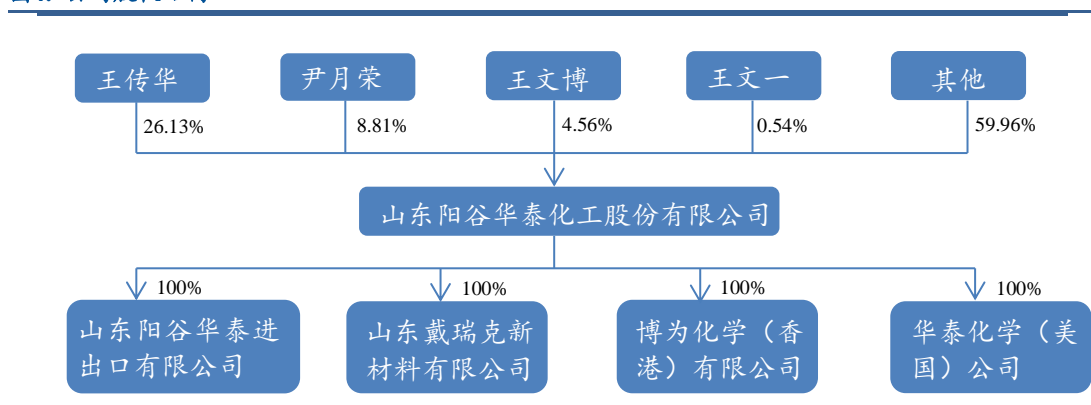 王传华
尹月荣
王文博
王文一
其他
26.13%
8.81%
4.56%
0.54%
59.96%
山东阳谷华泰化工股份有限公司
100%
100%
100%
100%
山东阳谷华泰进
出口有限公司
山东戴瑞克新
材料有限公司
博为化学（香
港）有限公司
华泰化学（美
国）公司